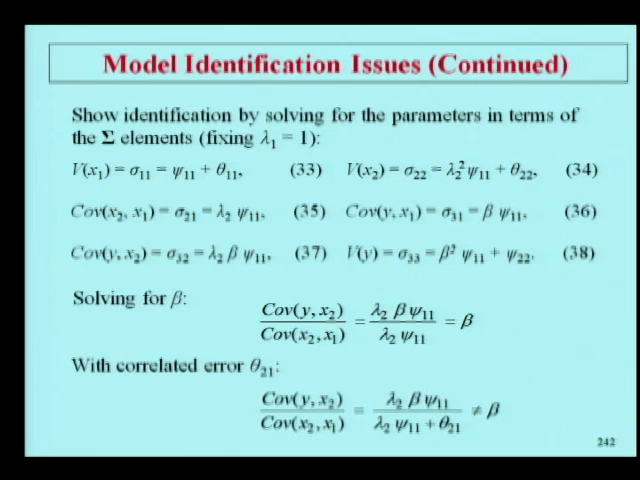 Model Identification Issues (Continued)
Show identification by solving for the parameters in terms of
the Σ elements (fixing λ₁ = 1):
V(x₁) = σ₁₁ = ψ₁₁ + θ₁₁, (33) V(x₂) = σ₂₂ = λ₂² ψ₁₁ + θ₂₂, (34)
Cov(x₂, x₁) = σ₂₁ = λ₂ ψ₁₁, (35) Cov(y, x₁) = σ₃₁ = β ψ₁₁, (36)
Cov(y, x₂) = σ₃₂ = λ₂ β ψ₁₁, (37) V(y) = σ₃₃ = β² ψ₁₁ + ψ₂₂. (38)
Solving for β:
Cov(y, x₂) / Cov(x₂, x₁) = λ₂ β ψ₁₁ / λ₂ ψ₁₁ = β
With correlated error θ₂₁:
Cov(y, x₂) / Cov(x₂, x₁) = λ₂ β ψ₁₁ / λ₂ ψ₁₁ + θ₂₁ ≠ β
242